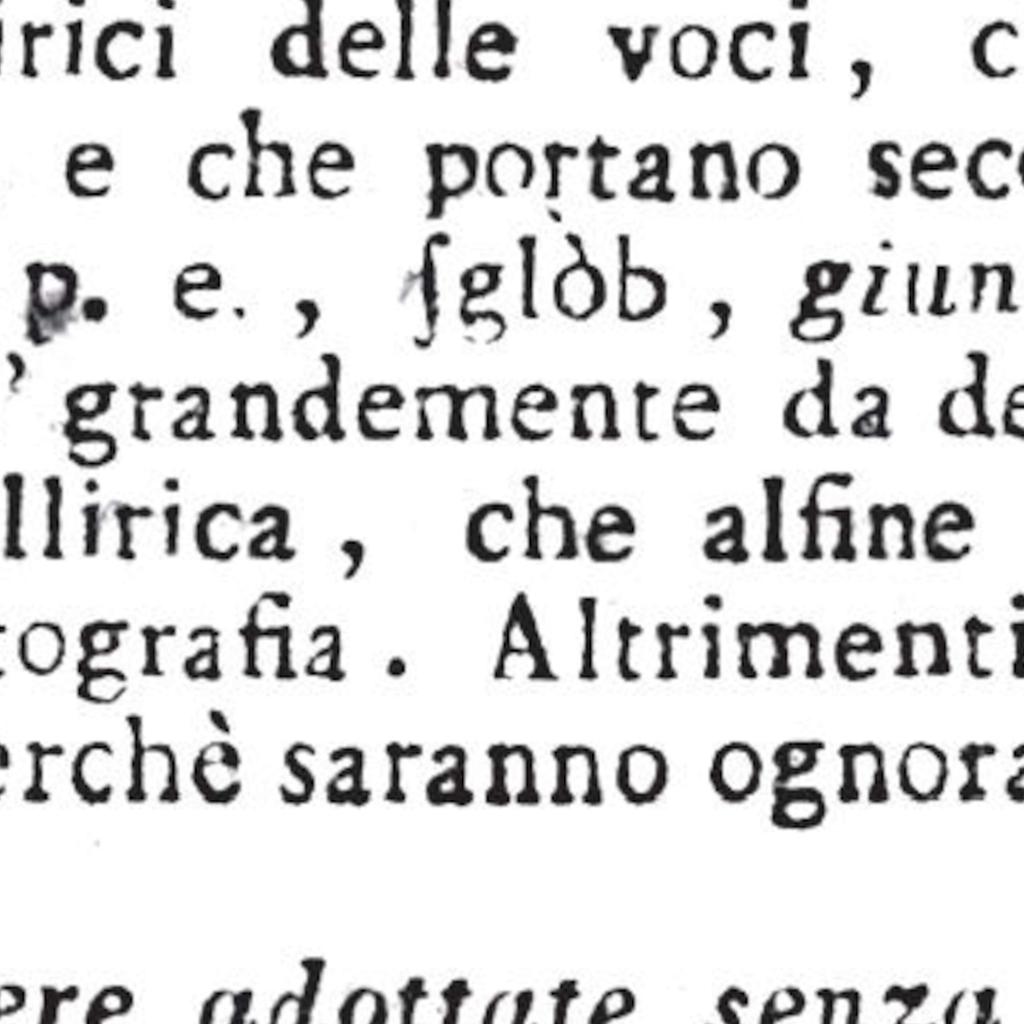 irici delle voci, c
e che portano seco
p. e., ſglòb, giun
' grandemente da de
llirica, che alfine
tografia. Altrimenti
erchè saranno ognora
ere adottate senza